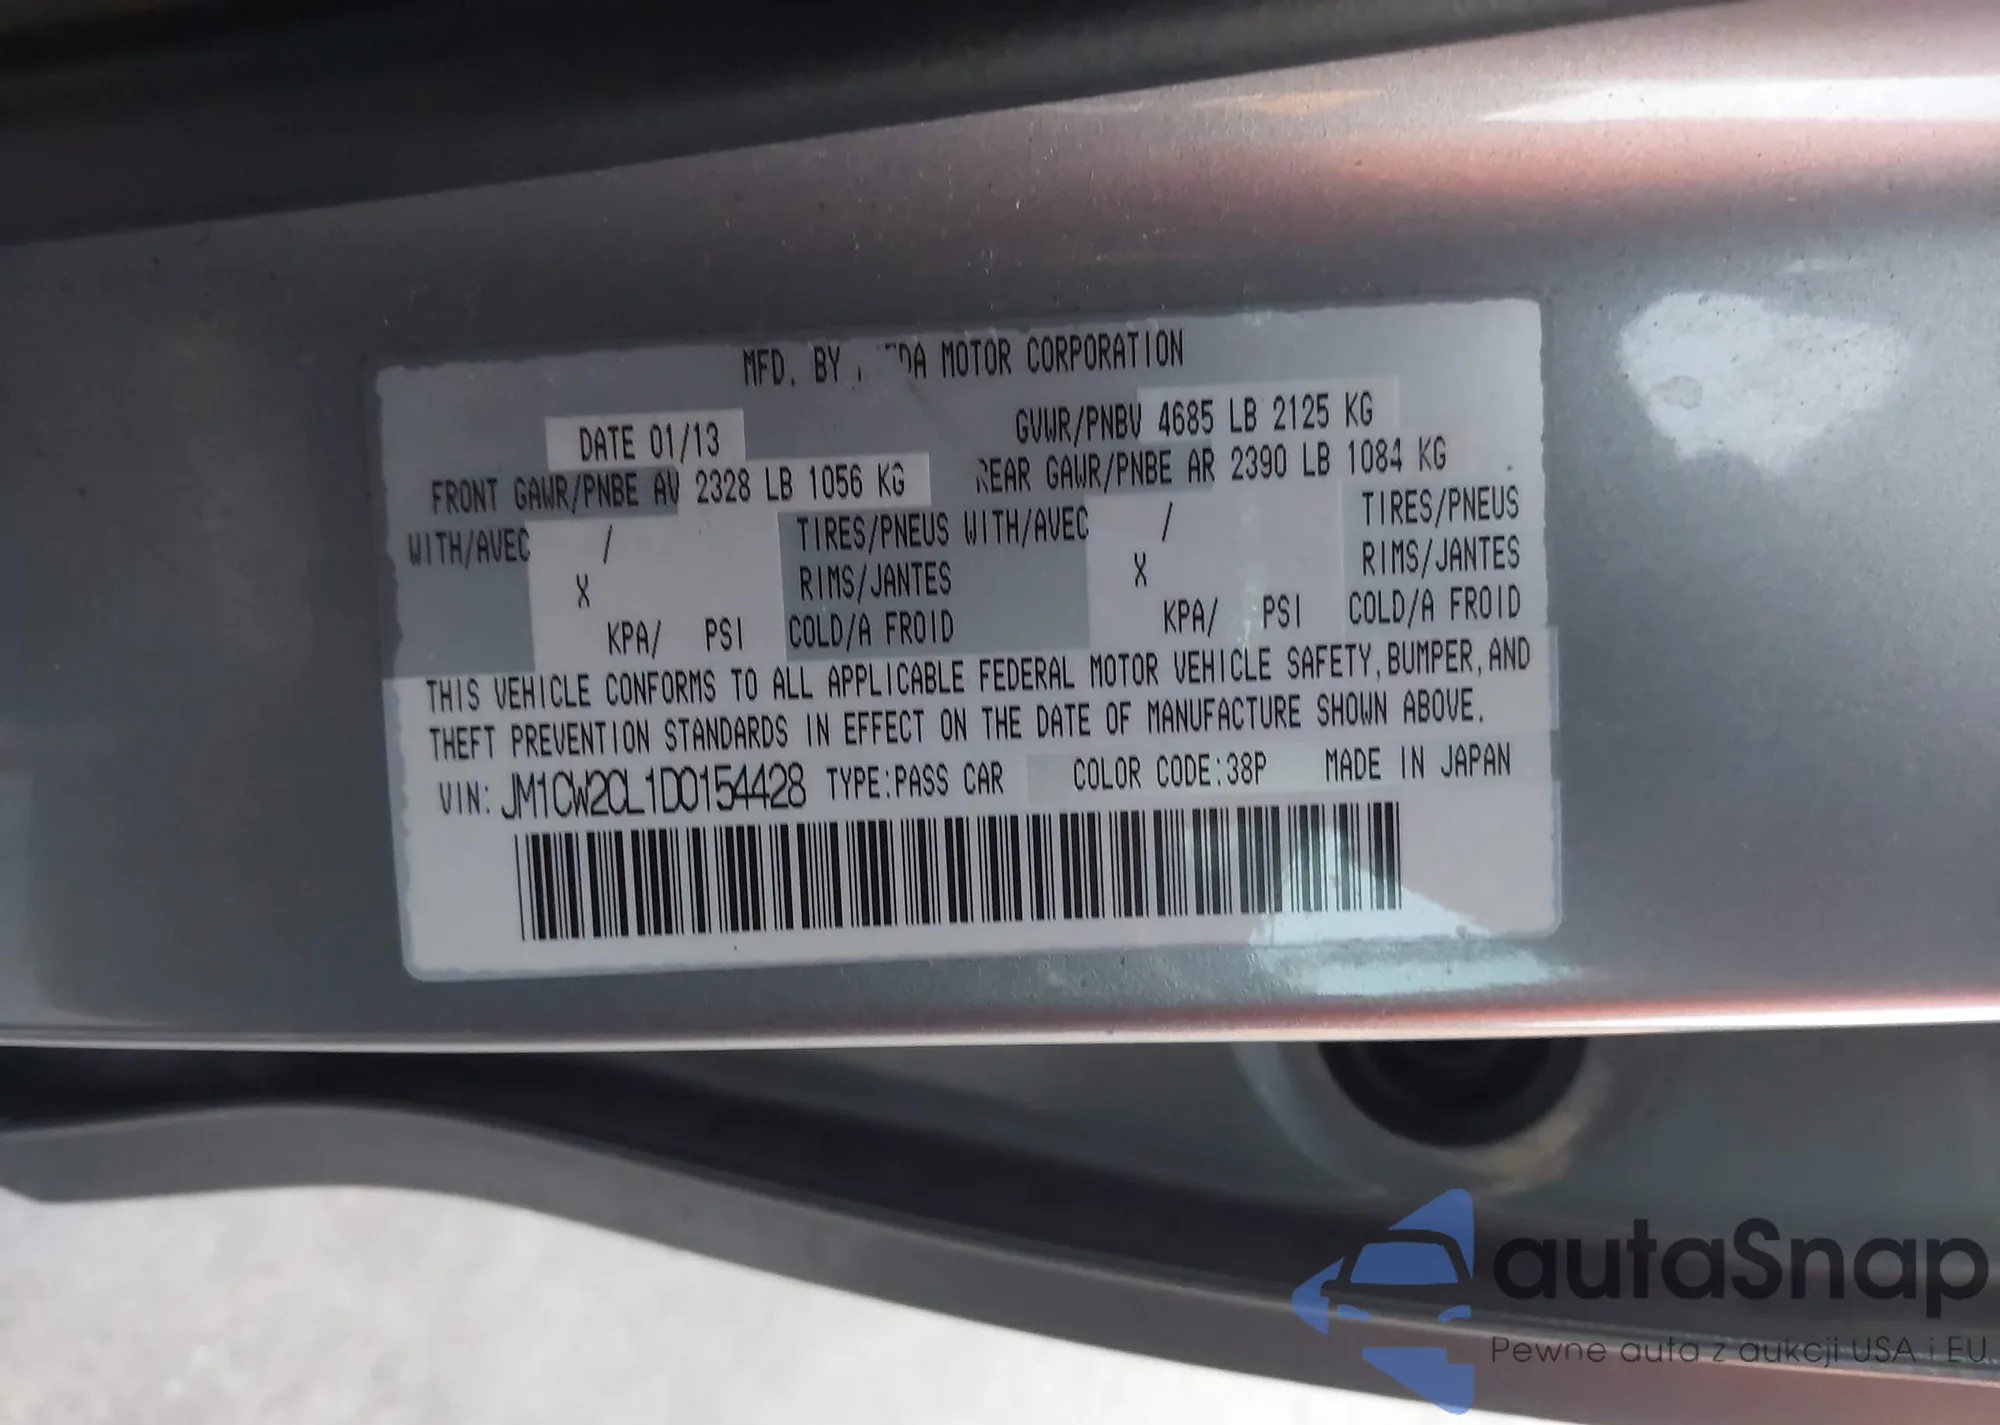 MFD. BY DA MOTOR CORPORATION
DATE 01/13
GVWR/PNBV 4685 LB 2125 KG
FRONT GAWR/PNBE AV 2328 LB 1056 KG
REAR GAWR/PNBE AR 2390 LB 1084 KG
WITH/AVEC / TIRES/PNEUS WITH/AVEC / TIRES/PNEUS
X RIMS/JANTES X RIMS/JANTES
KPA/ PSI COLD/A FROID KPA/ PSI COLD/A FROID
THIS VEHICLE CONFORMS TO ALL APPLICABLE FEDERAL MOTOR VEHICLE SAFETY, BUMPER, AND
THEFT PREVENTION STANDARDS IN EFFECT ON THE DATE OF MANUFACTURE SHOWN ABOVE.
VIN: JM1CW2CL1D0154428 TYPE:PASS CAR COLOR CODE:38P MADE IN JAPAN
autaSnap
Pewne auta z aukcji USA i EU